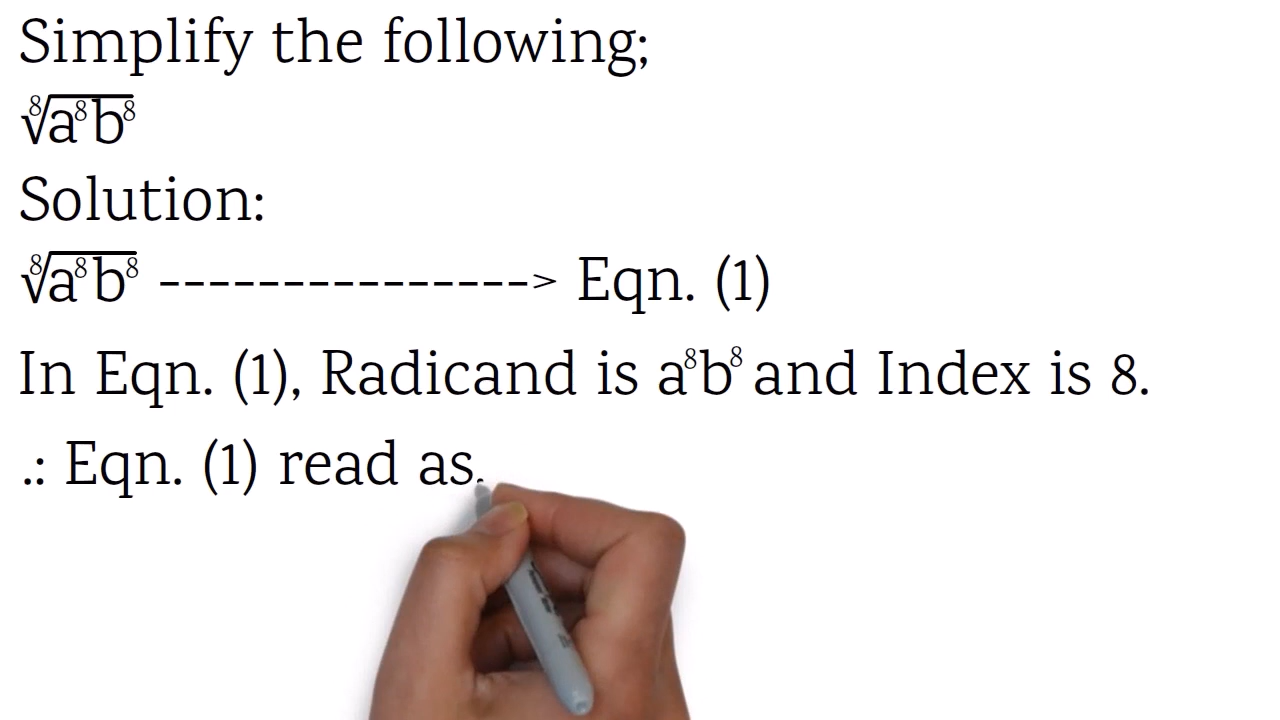 Simplify the following;
⁸√a⁸b⁸
Solution:
⁸√a⁸b⁸ ---------------> Eqn. (1)
In Eqn. (1), Radicand is a⁸b⁸ and Index is 8.
.: Eqn. (1) read as.